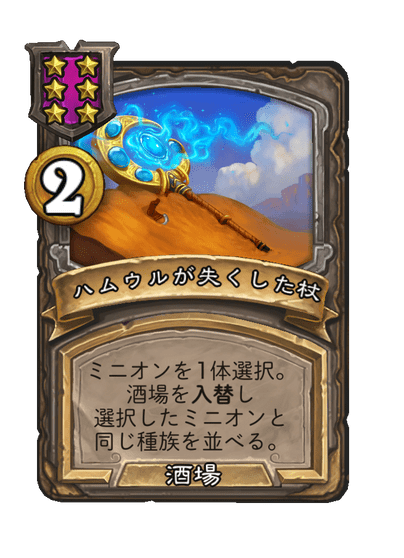 2
ハムウルが失くした杖
ミニオンを1体選択。
酒場を入替し
選択したミニオンと
同じ種族を並べる。
酒場